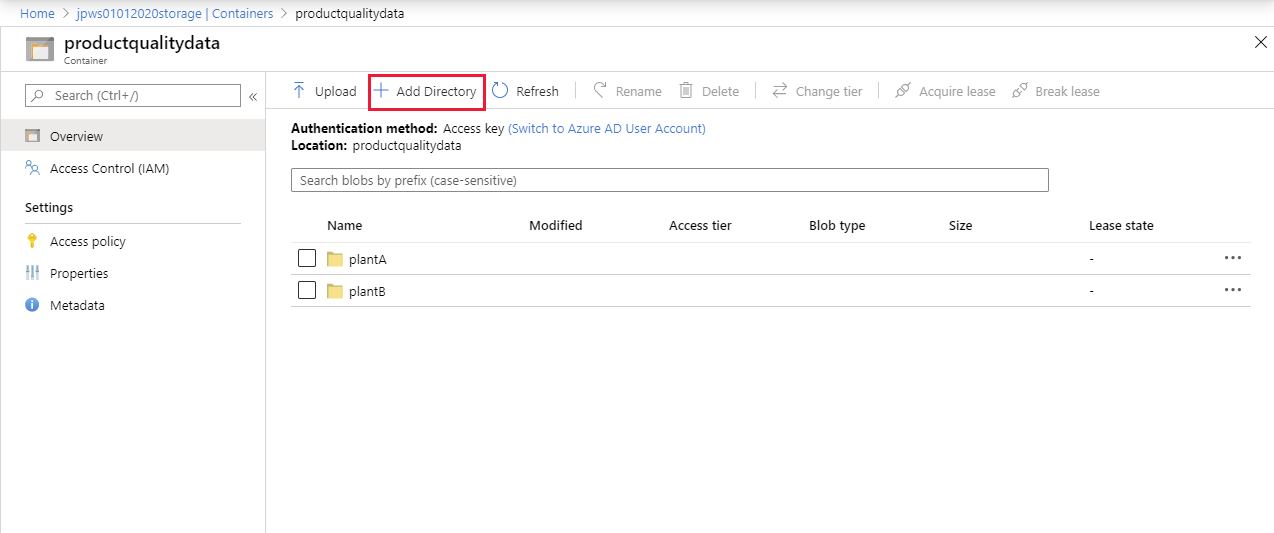 Home > jpws01012020storage | Containers > productqualitydata
productqualitydata
Container
Search (Ctrl+/)
«
Overview
Access Control (IAM)
Settings
Access policy
Properties
Metadata
Upload Add Directory Refresh Rename Delete Change tier Acquire lease Break lease
Authentication method: Access key (Switch to Azure AD User Account)
Location: productqualitydata
Search blobs by prefix (case-sensitive)
Name Modified Access tier Blob type Size Lease state
plantA - •••
plantB - •••